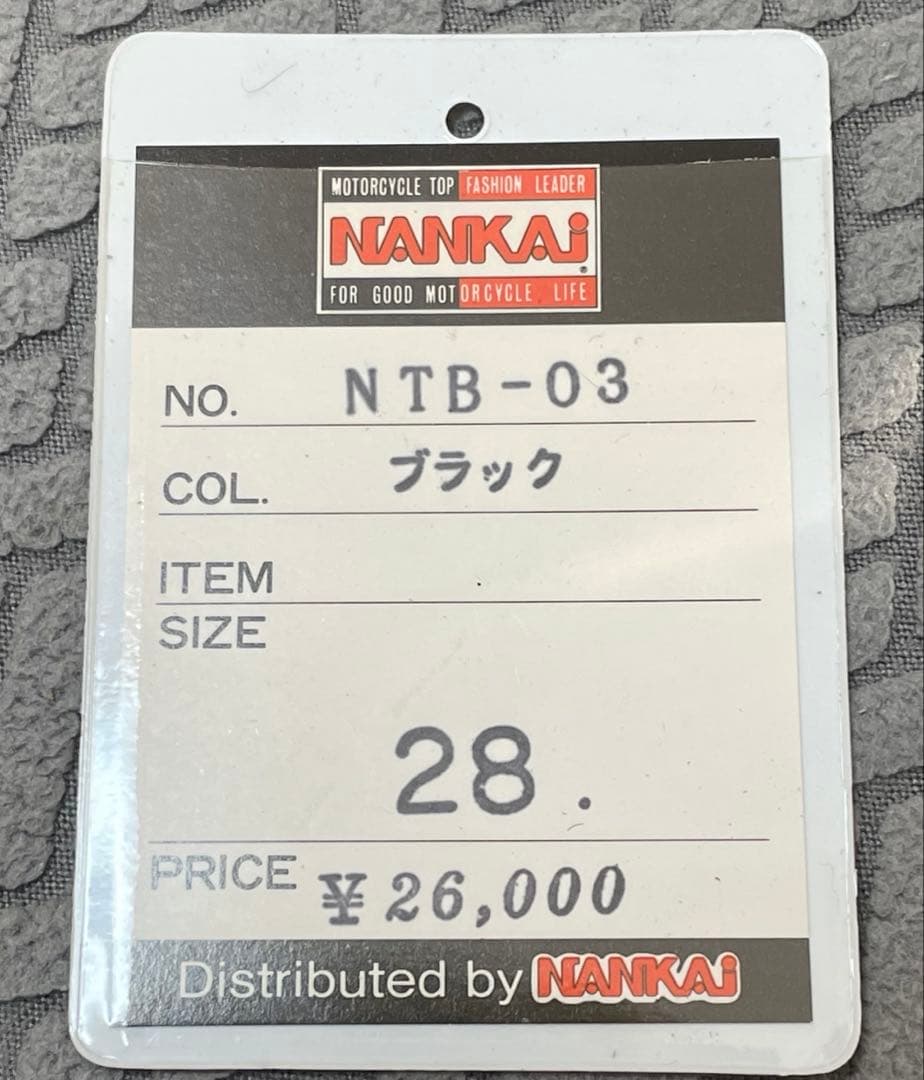 MOTORCYCLE TOP FASHION LEADER
NANKAi
FOR GOOD MOTORCYCLE LIFE
NO. NTB-03
COL. ブラック
ITEM
SIZE
28.
PRICE ¥26,000
Distributed by NANKAi